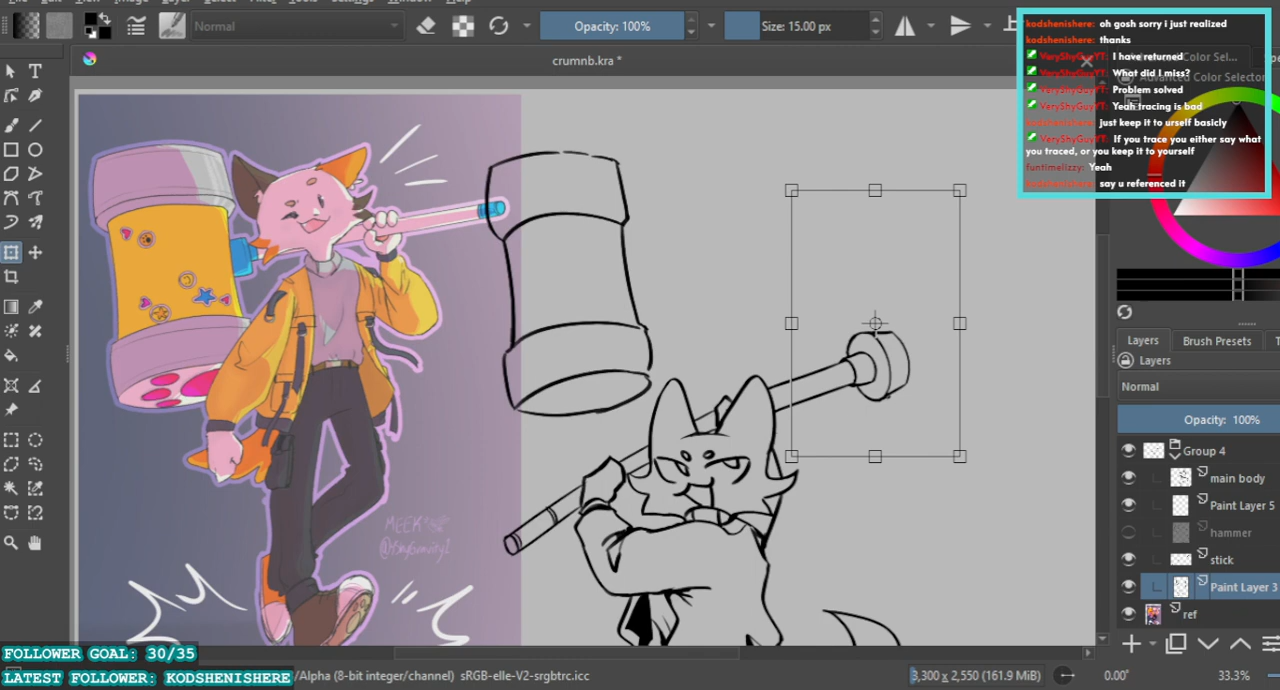 Normal
Opacity: 100%
Size: 15.00 px
crumnb.kra *
kodshenishere: oh gosh sorry i just realized
kodshenishere: thanks
VeryShyGuyYT: I have returned
VeryShyGuyYT: What did I miss?
VeryShyGuyYT: Problem solved
VeryShyGuyYT: Yeah tracing is bad
kodshenishere: just keep it to urself basicly
VeryShyGuyYT: If you trace you either say what
you traced, or you keep it to yourself
funtimelizzy: Yeah
kodshenishere: say u referenced it
Advanced Color Sel...
Advanced Color Selector
Layers
Brush Presets
Layers
Normal
Opacity: 100%
Group 4
main body
Paint Layer 5
hammer
stick
Paint Layer 3
ref
MEEK
FOLLOWER GOAL: 30/35
LATEST FOLLOWER: KODSHENISHERE
/Alpha (8-bit integer/channel) sRGB-elle-V2-srgbtrc.icc
3,300 x 2,550 (161.9 MiB)
0.00°
33.3%